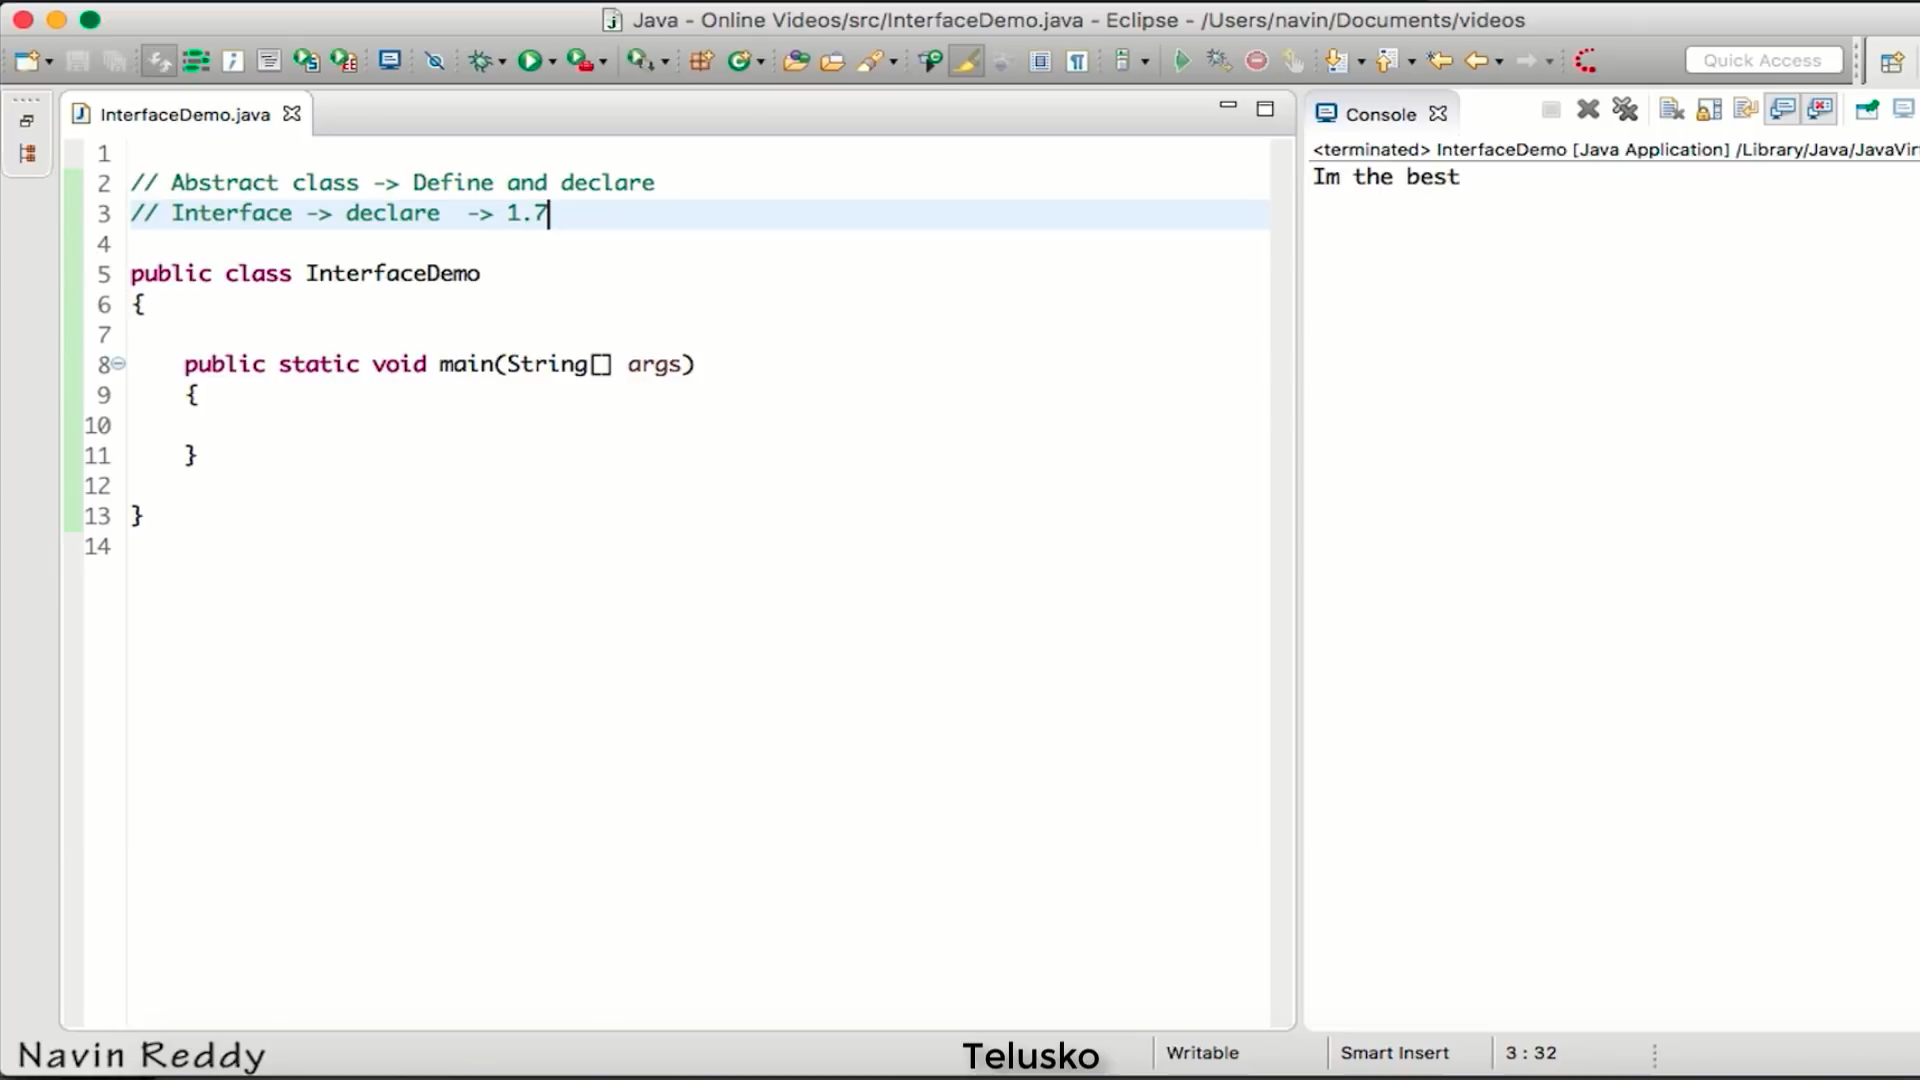 Java - Online Videos/src/InterfaceDemo.java - Eclipse - /Users/navin/Documents/videos
Quick Access
InterfaceDemo.java
1
2 // Abstract class -> Define and declare
3 // Interface -> declare  -> 1.7
4
5 public class InterfaceDemo
6 {
7
8     public static void main(String[] args)
9     {
10
11     }
12
13 }
14
Console
<terminated> InterfaceDemo [Java Application] /Library/Java/JavaVir
Im the best
Navin Reddy
Telusko
Writable
Smart Insert
3 : 32